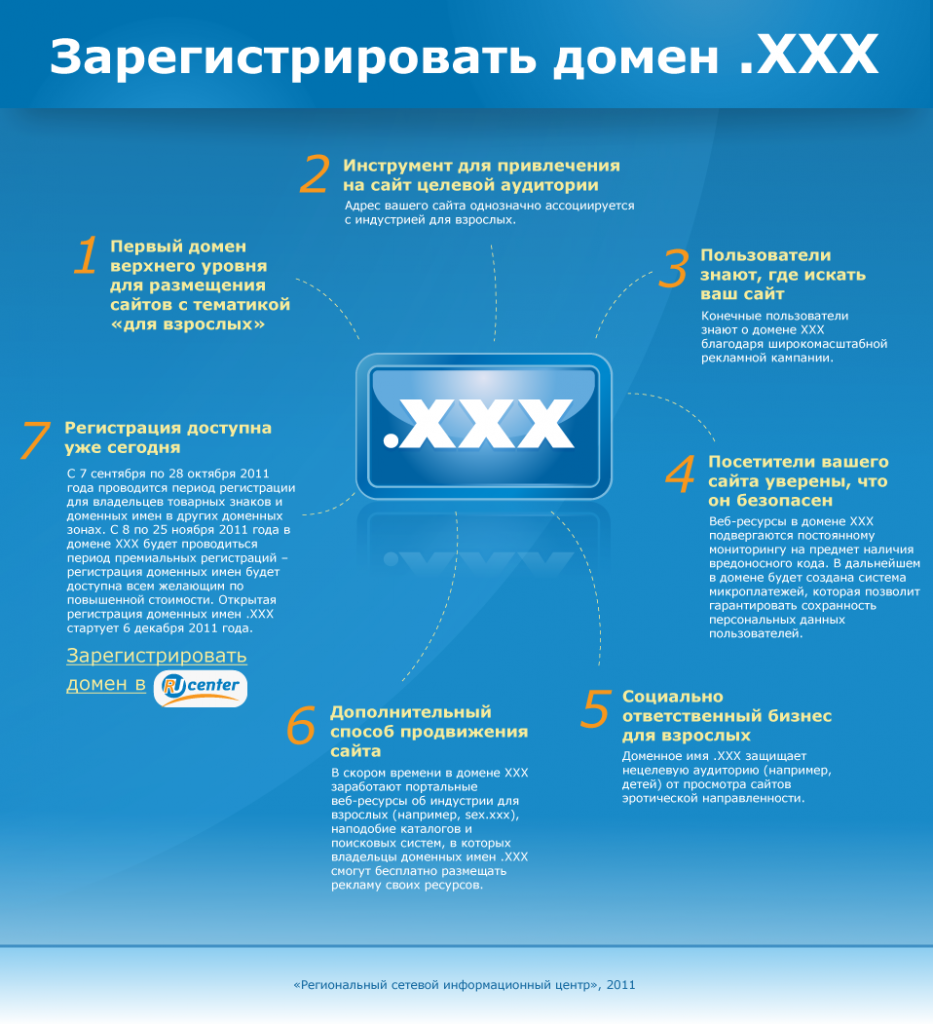 Зарегистрировать домен .XXX
1
Первый домен
верхнего уровня
для размещения
сайтов с тематикой
«для взрослых»
2
Инструмент для привлечения
на сайт целевой аудитории
Адрес вашего сайта однозначно ассоциируется
с индустрией для взрослых.
3
Пользователи
знают, где искать
ваш сайт
Конечные пользователи
знают о домене XXX
благодаря широкомасштабной
рекламной кампании.
.XXX
4
Посетители вашего
сайта уверены, что
он безопасен
Веб-ресурсы в домене XXX
подвергаются постоянному
мониторингу на предмет наличия
вредоносного кода. В дальнейшем
в домене будет создана система
микроплатежей, которая позволит
гарантировать сохранность
персональных данных
пользователей.
5
Социально
ответственный бизнес
для взрослых
Доменное имя .XXX защищает
нецелевую аудиторию (например,
детей) от просмотра сайтов
эротической направленности.
6
Дополнительный
способ продвижения
сайта
В скором времени в домене XXX
заработают портальные
веб-ресурсы об индустрии для
взрослых (например, sex.xxx),
наподобие каталогов и
поисковых систем, в которых
владельцы доменных имен .XXX
смогут бесплатно размещать
рекламу своих ресурсов.
7
Регистрация доступна
уже сегодня
С 7 сентября по 28 октября 2011
года проводится период регистрации
для владельцев товарных знаков и
доменных имен в других доменных
зонах. С 8 по 25 ноября 2011 года в
домене XXX будет проводиться
период премиальных регистраций –
регистрация доменных имен будет
доступна всем желающим по
повышенной стоимости. Открытая
регистрация доменных имен .XXX
стартует 6 декабря 2011 года.
Зарегистрировать
домен в RU center
«Региональный сетевой информационный центр», 2011